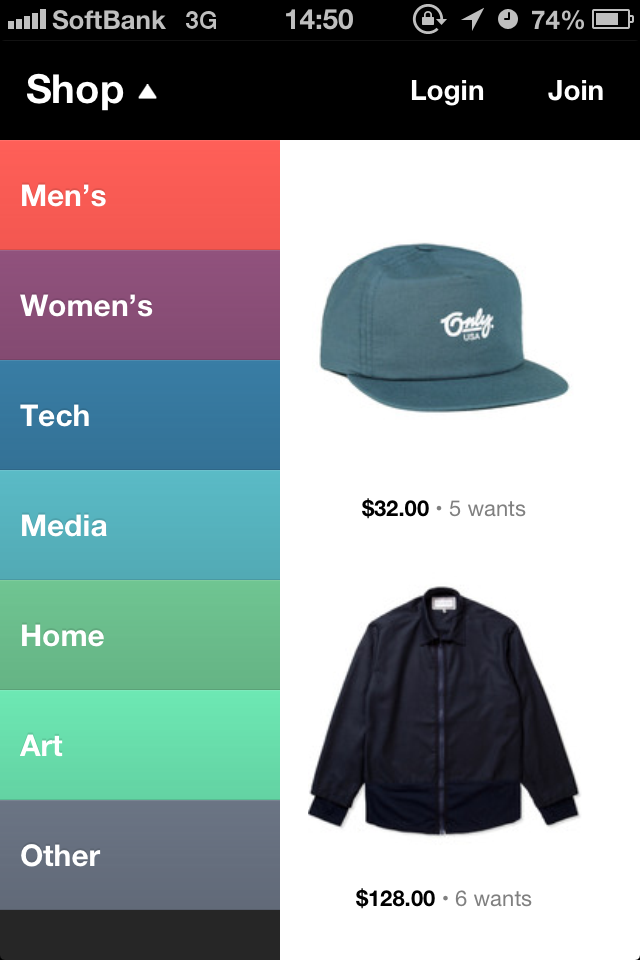 SoftBank 3G 14:50 74%
Shop ▲ Login Join
Men’s
Women’s
Tech
Media
Home
Art
Other
Only.
USA
$32.00 • 5 wants
$128.00 • 6 wants